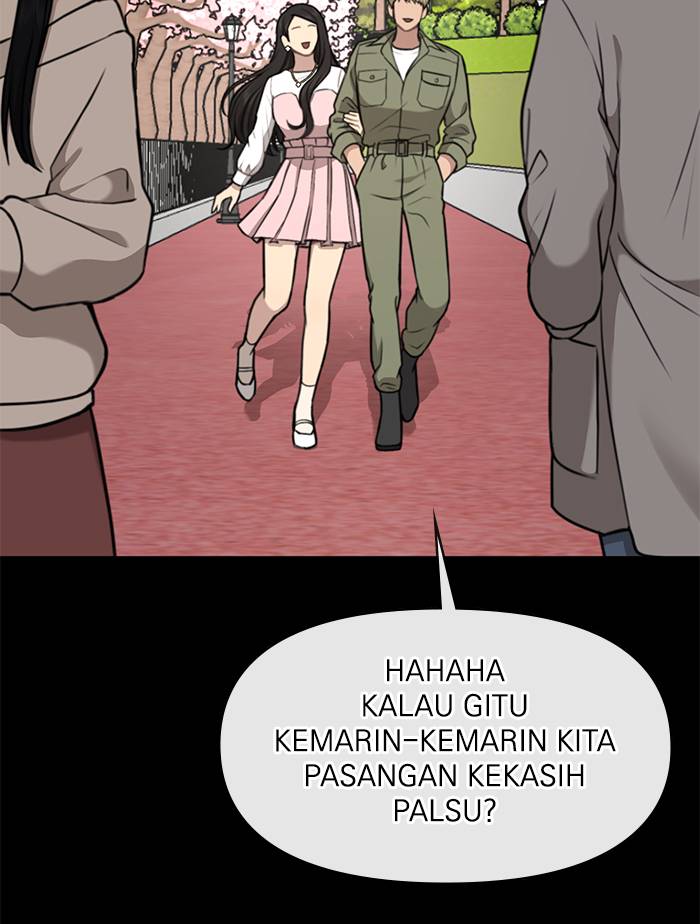 HAHAHA
KALAU GITU
KEMARIN-KEMARIN KITA
PASANGAN KEKASIH
PALSU?